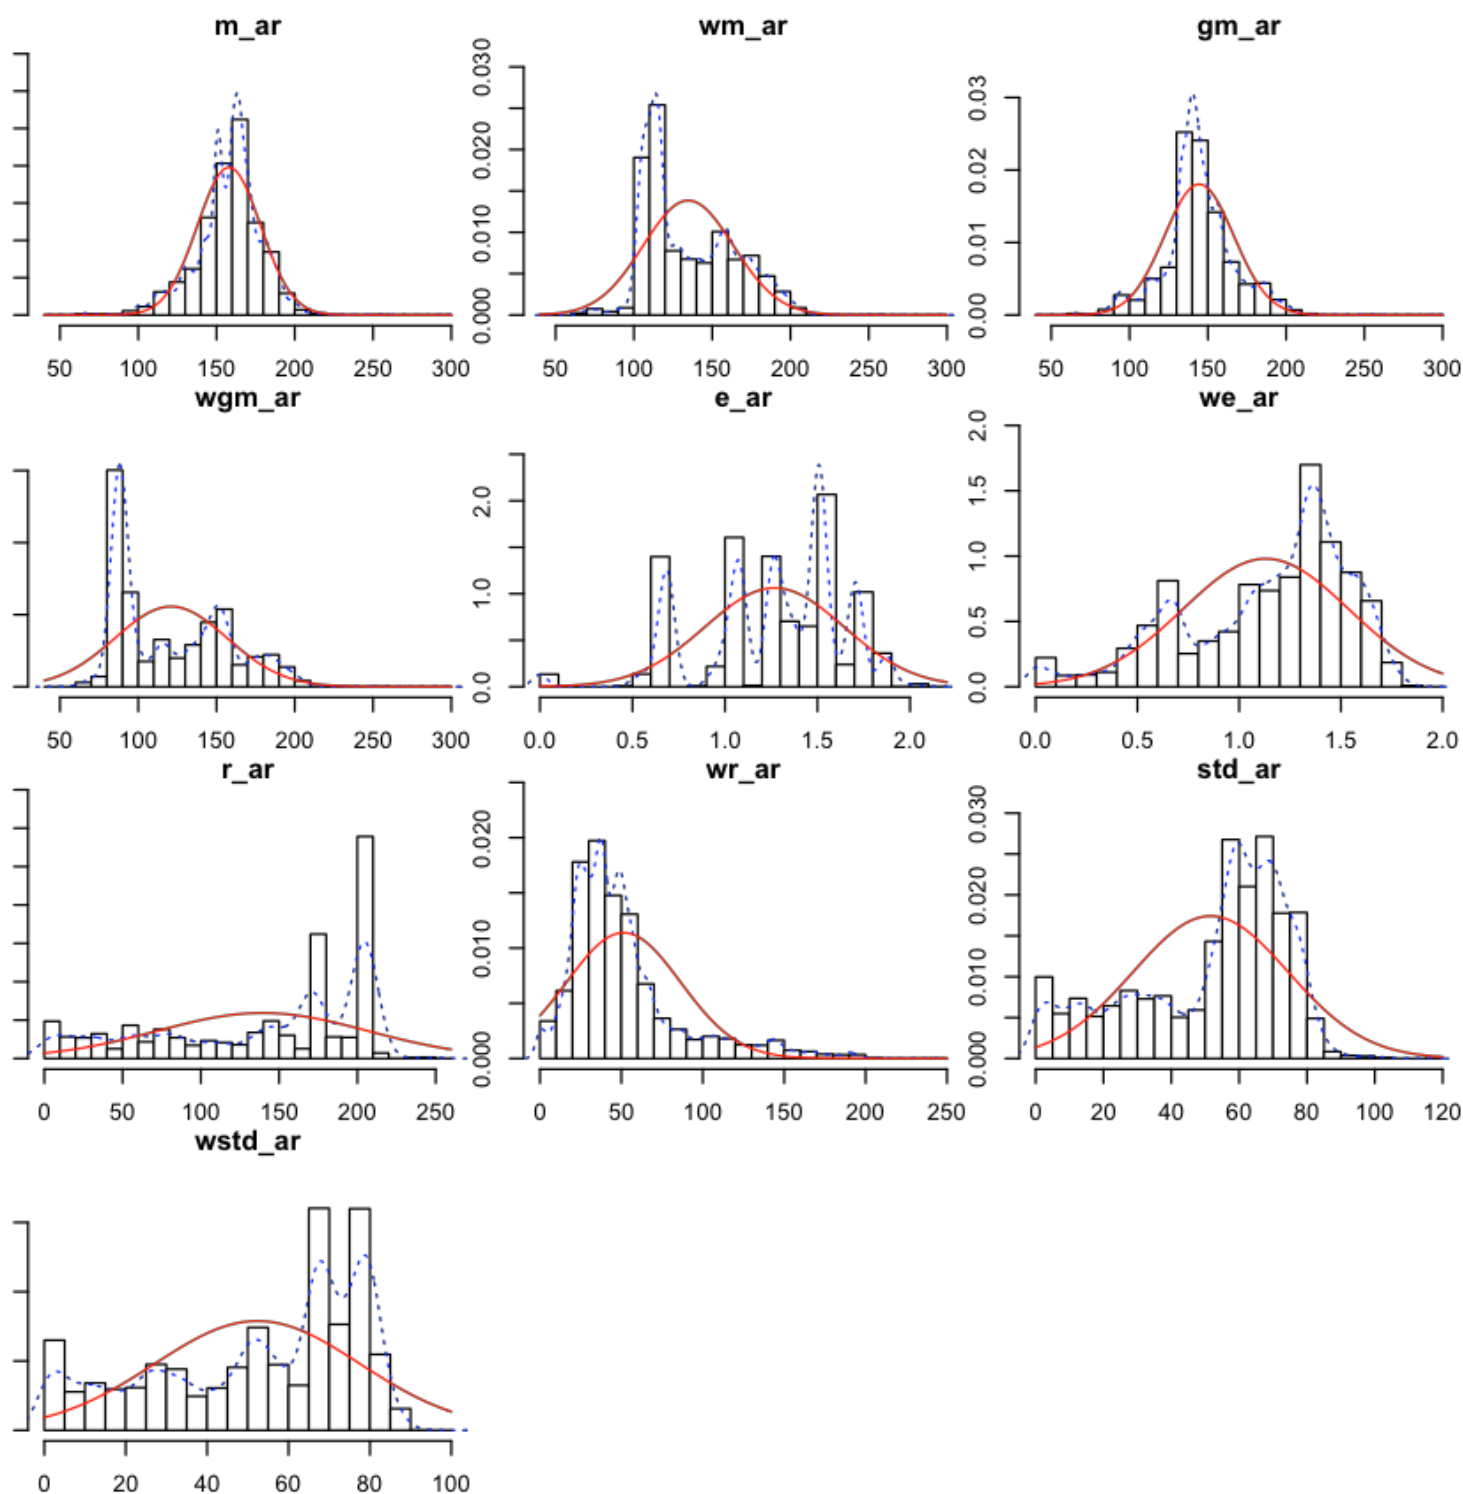 m_ar wm_ar gm_ar
0.000 0.010 0.020 0.030
0.00 0.01 0.02 0.03
50 100 150 200 250 300
50 100 150 200 250 300
50 100 150 200 250 300
wgm_ar e_ar we_ar
0.0 1.0 2.0
0.0 0.5 1.0 1.5 2.0
50 100 150 200 250 300
0.0 0.5 1.0 1.5 2.0
0.0 0.5 1.0 1.5 2.0
r_ar wr_ar std_ar
0.000 0.010 0.020
0.000 0.010 0.020 0.030
0 50 100 150 200 250
0 50 100 150 200 250
0 20 40 60 80 100 120
wstd_ar
0 20 40 60 80 100